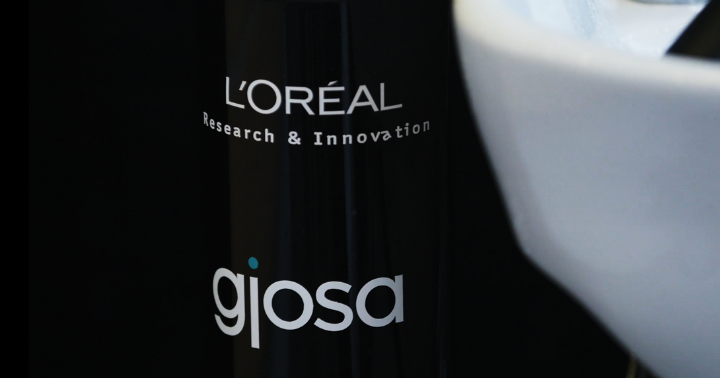 L'ORÉAL
Research & Innovation
gjosa